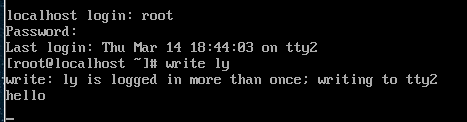 localhost login: root
Password:
Last login: Thu Mar 14 18:44:03 on tty2
[root@localhost ~]# write ly
write: ly is logged in more than once; writing to tty2
hello